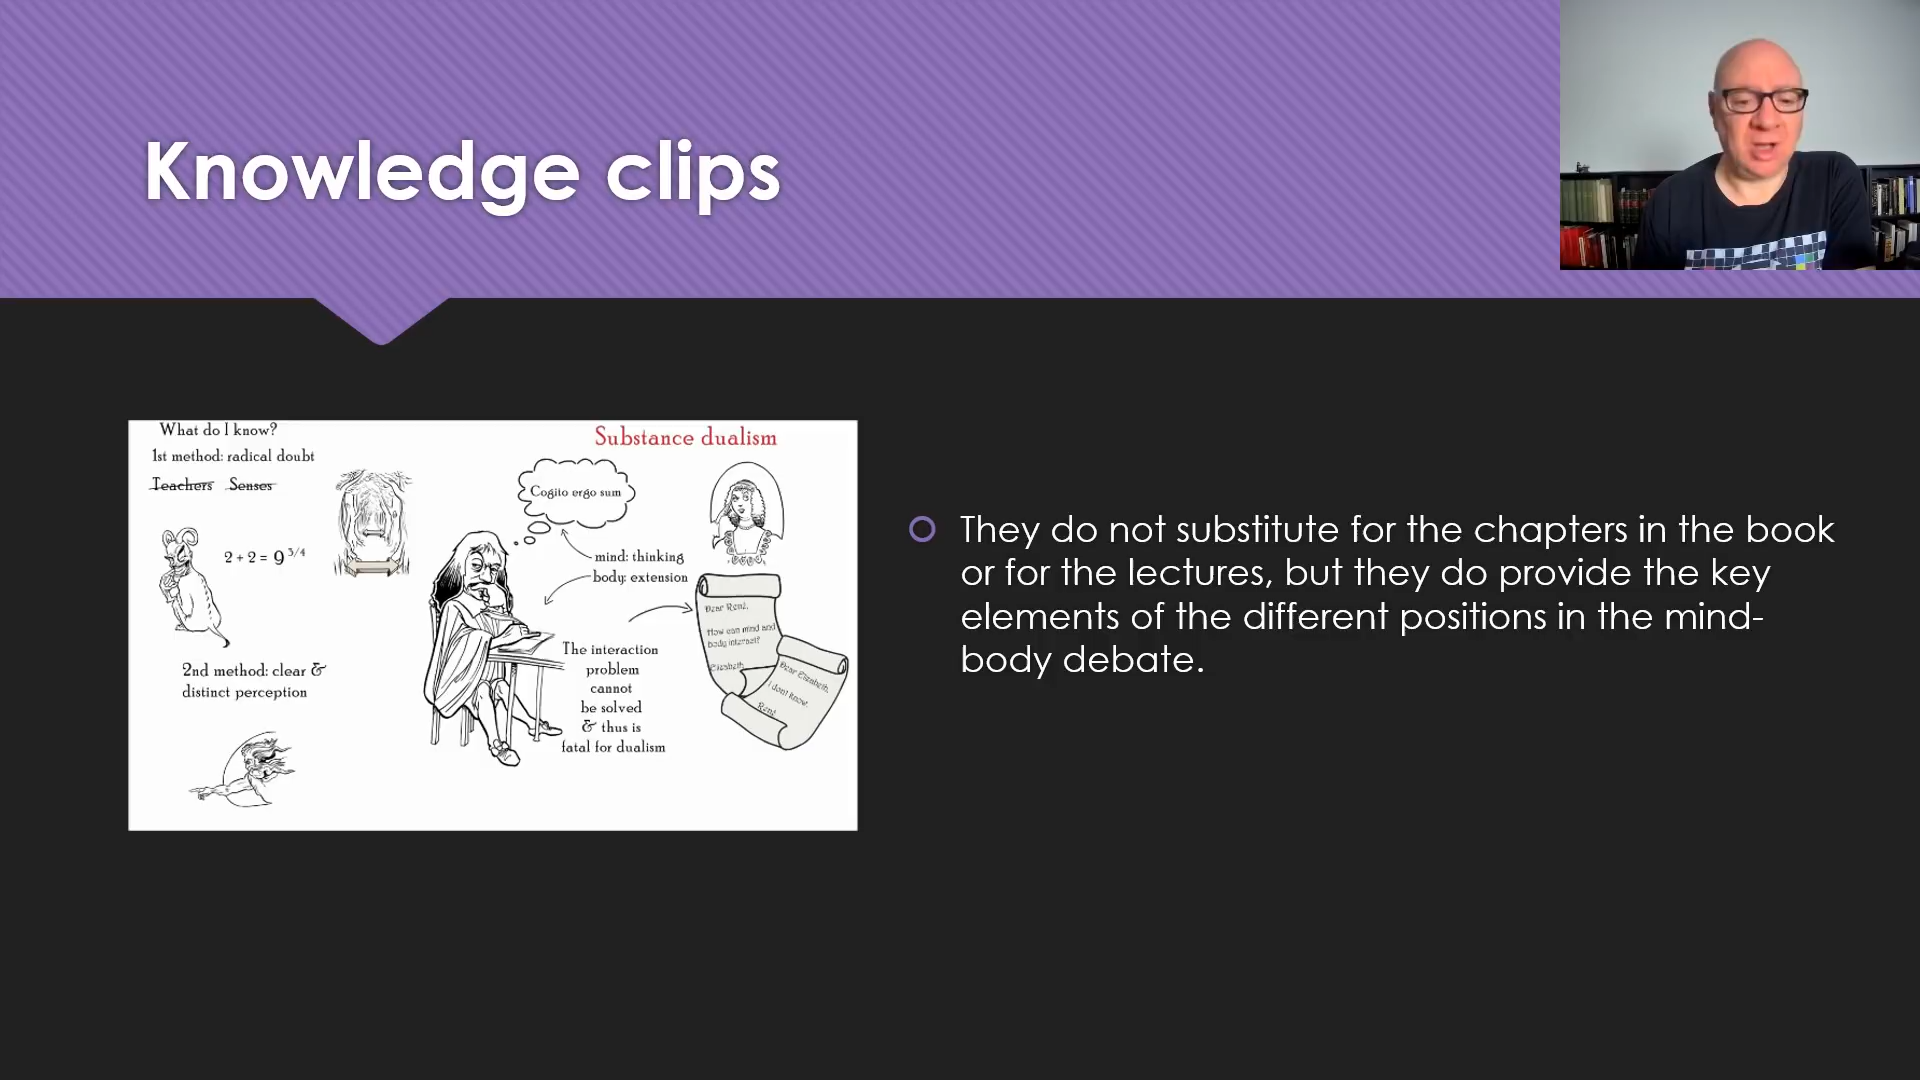 Knowledge clips
What do I know?
1st method: radical doubt
Teachers Senses
2 + 2 = 9 3/4
2nd method: clear &
distinct perception
Substance dualism
Cogito ergo sum
mind: thinking
body: extension
The interaction
problem
cannot
be solved
& thus is
fatal for dualism
Dear René,
How can mind and
body interact?
Elizabeth
Dear Elizabeth,
I don't know.
René
They do not substitute for the chapters in the book
or for the lectures, but they do provide the key
elements of the different positions in the mind-
body debate.